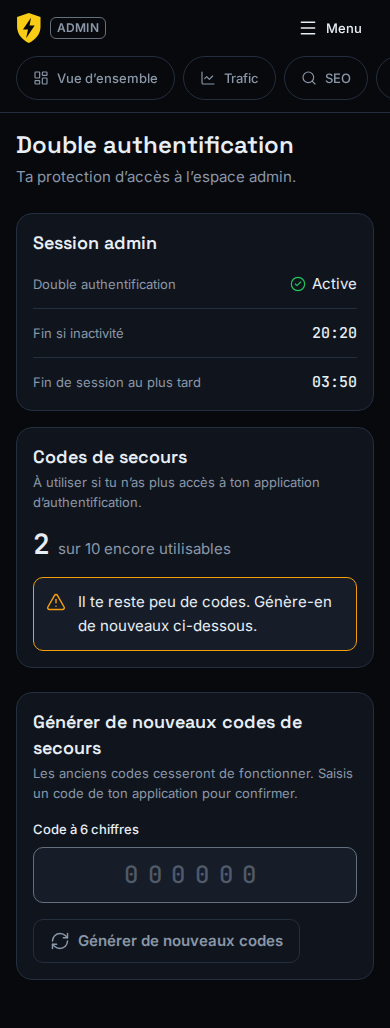 ADMIN
Menu
Vue d’ensemble
Trafic
SEO
Double authentification
Ta protection d’accès à l’espace admin.
Session admin
Double authentification
Active
Fin si inactivité
20:20
Fin de session au plus tard
03:50
Codes de secours
À utiliser si tu n’as plus accès à ton application
d’authentification.
2 sur 10 encore utilisables
Il te reste peu de codes. Génère-en
de nouveaux ci-dessous.
Générer de nouveaux codes de
secours
Les anciens codes cesseront de fonctionner. Saisis
un code de ton application pour confirmer.
Code à 6 chiffres
000000
Générer de nouveaux codes